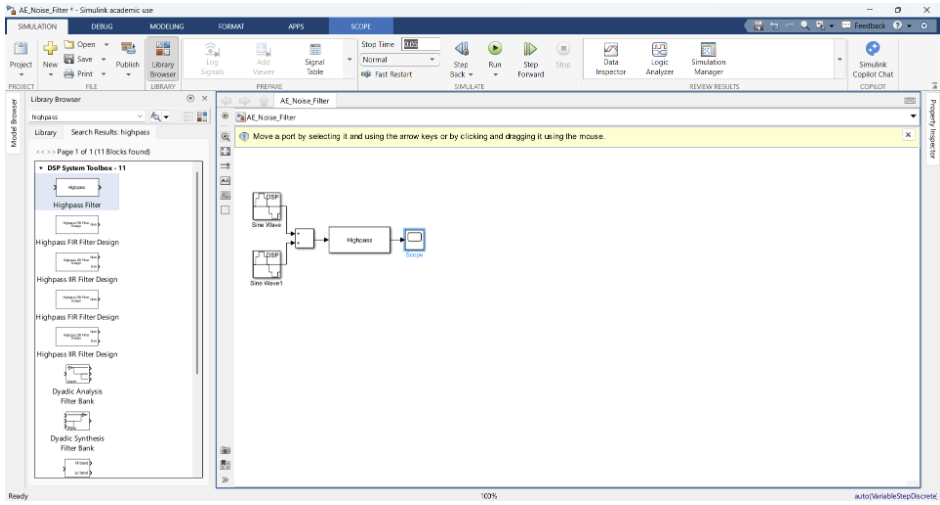 AE_Noise_Filter * - Simulink academic use
SIMULATION DEBUG MODELING FORMAT APPS SCOPE
Feedback
Project
New
Open
Save
Print
Publish
Library
Browser
Log
Signals
Add
Viewer
Signal
Table
Stop Time 0.05
Normal
Fast Restart
Step
Back
Run
Step
Forward
Stop
Data
Inspector
Logic
Analyzer
Simulation
Manager
Simulink
Copilot Chat
PROJECT FILE LIBRARY PREPARE SIMULATE REVIEW RESULTS COPILOT
Model Browser
Library Browser
highpass
Library Search Results: highpass
<< >> Page 1 of 1 (11 Blocks found)
DSP System Toolbox - 11
Highpass
Highpass Filter
Highpass FIR Filter Design
Highpass IIR Filter Design
Highpass FIR Filter Design
Highpass IIR Filter Design
Dyadic Analysis
Filter Bank
Dyadic Synthesis
Filter Bank
AE_Noise_Filter
AE_Noise_Filter
Move a port by selecting it and using the arrow keys or by clicking and dragging it using the mouse.
DSP
Sine Wave
DSP
Sine Wave1
Highpass
Scope
Property Inspector
Ready
100%
auto(VariableStepDiscrete)